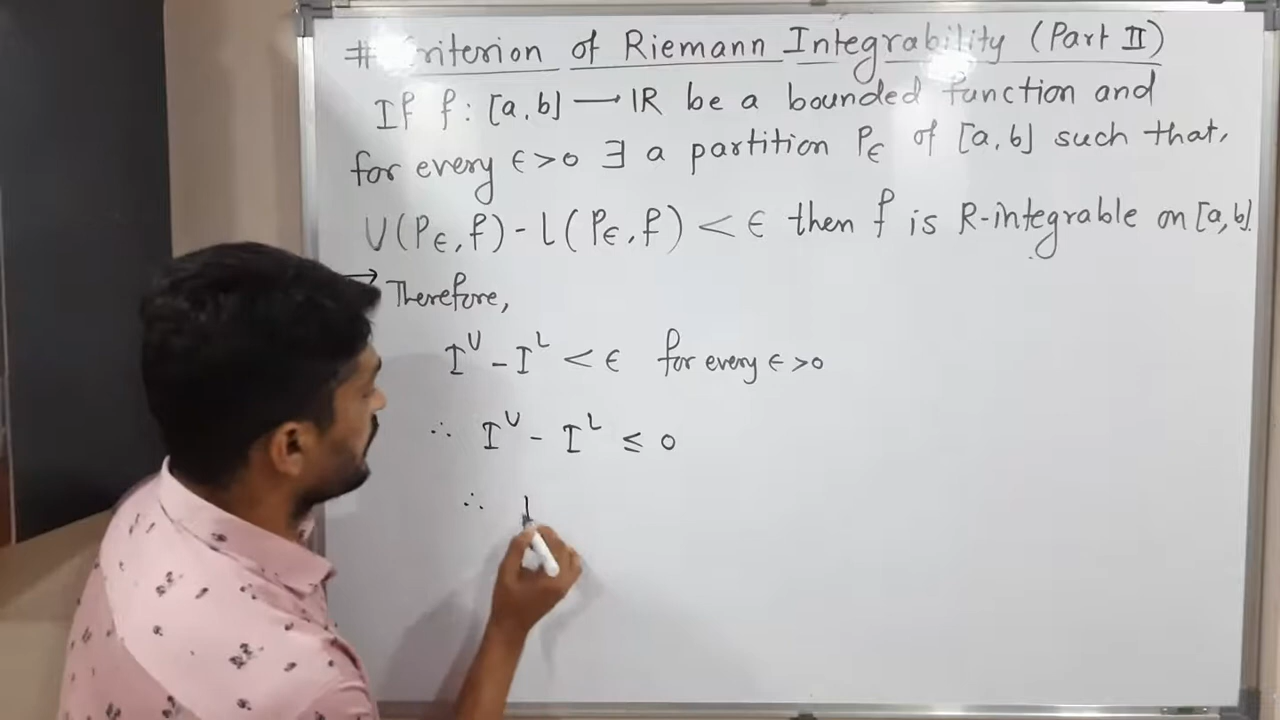 # Criterion of Riemann Integrability (Part II)
If f : [a, b] → IR be a bounded function and
for every ϵ > 0 ∃ a partition Pϵ of [a, b] such that,
U(Pϵ, f) - L(Pϵ, f) < ϵ then f is R-integrable on [a, b].
⇒ Therefore,
I^U - I^L < ϵ for every ϵ > 0
∴ I^U - I^L ≤ 0
∴